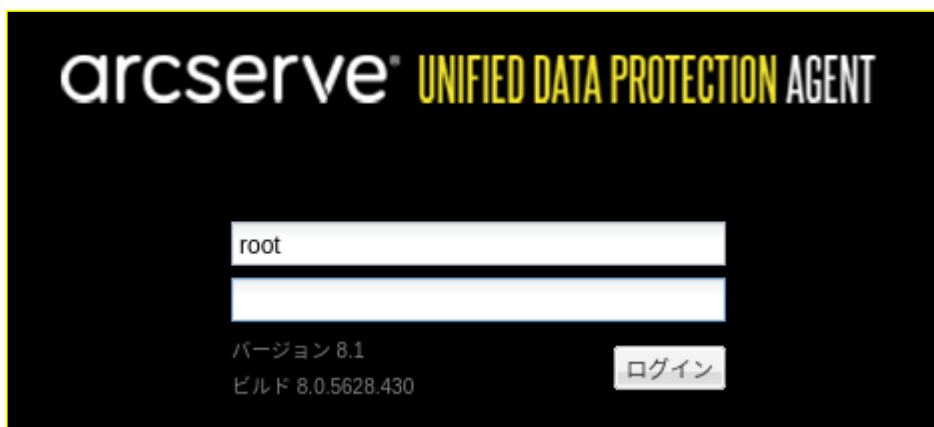 arcserve® UNIFIED DATA PROTECTION AGENT
root
バージョン 8.1
ビルド 8.0.5628.430
ログイン